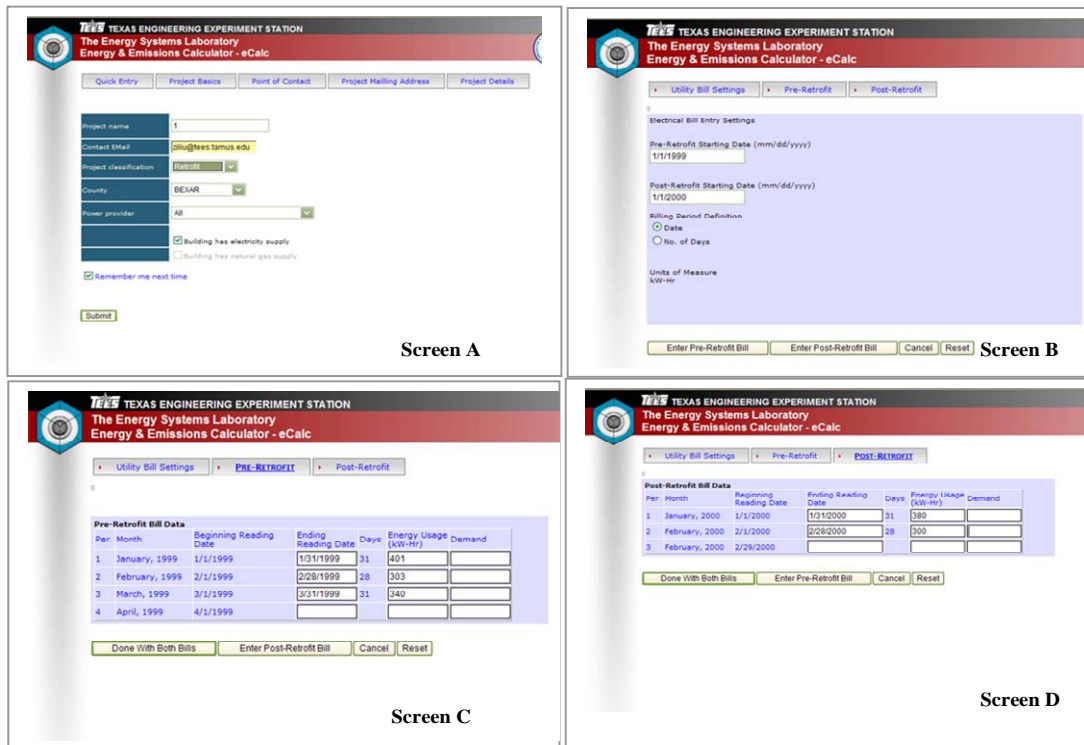 TEES TEXAS ENGINEERING EXPERIMENT STATION
The Energy Systems Laboratory
Energy & Emissions Calculator - eCalc
Quick Entry
Project Basics
Point of Contact
Project Mailing Address
Project Details
Project name
1
Contact EMail
ziliu@tees.tamus.edu
Project classification
Retrofit
County
BEXAR
Power provider
All
Building has electricity supply
Building has natural gas supply
Remember me next time
Submit
Screen A
TEES TEXAS ENGINEERING EXPERIMENT STATION
The Energy Systems Laboratory
Energy & Emissions Calculator - eCalc
Utility Bill Settings
Pre-Retrofit
Post-Retrofit
Electrical Bill Entry Settings
Pre-Retrofit Starting Date (mm/dd/yyyy)
1/1/1999
Post-Retrofit Starting Date (mm/dd/yyyy)
1/1/2000
Billing Period Definition
Date
No. of Days
Units of Measure
kW-Hr
Enter Pre-Retrofit Bill
Enter Post-Retrofit Bill
Cancel
Reset
Screen B
TEES TEXAS ENGINEERING EXPERIMENT STATION
The Energy Systems Laboratory
Energy & Emissions Calculator - eCalc
Utility Bill Settings
PRE-RETROFIT
Post-Retrofit
Pre-Retrofit Bill Data
Per Month Beginning Reading Date Ending Reading Date Days Energy Usage (kW-Hr) Demand
1 January, 1999 1/1/1999 1/31/1999 31 401
2 February, 1999 2/1/1999 2/28/1999 28 303
3 March, 1999 3/1/1999 3/31/1999 31 340
4 April, 1999 4/1/1999
Done With Both Bills
Enter Post-Retrofit Bill
Cancel
Reset
Screen C
TEES TEXAS ENGINEERING EXPERIMENT STATION
The Energy Systems Laboratory
Energy & Emissions Calculator - eCalc
Utility Bill Settings
Pre-Retrofit
POST-RETROFIT
Post-Retrofit Bill Data
Per Month Beginning Reading Date Ending Reading Date Days Energy Usage (kW-Hr) Demand
1 January, 2000 1/1/2000 1/31/2000 31 380
2 February, 2000 2/1/2000 2/28/2000 28 300
3 February, 2000 2/29/2000
Done With Both Bills
Enter Pre-Retrofit Bill
Cancel
Reset
Screen D